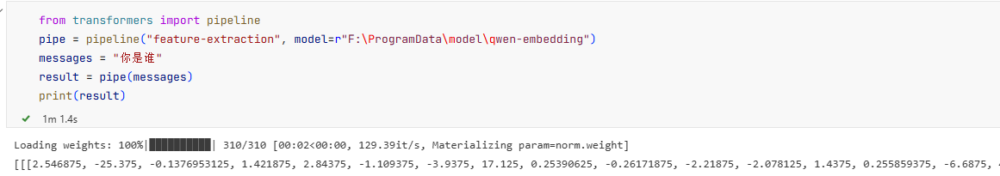 from transformers import pipeline
pipe = pipeline("feature-extraction", model=r"F:\ProgramData\model\qwen-embedding")
messages = "你是谁"
result = pipe(messages)
print(result)
1m 1.4s
Loading weights: 100%|██████████| 310/310 [00:02<00:00, 129.39it/s, Materializing param=norm.weight]
[[[2.546875, -25.375, -0.1376953125, 1.421875, 2.84375, -1.109375, -3.9375, 17.125, 0.25390625, -0.26171875, -2.21875, -2.078125, 1.4375, 0.255859375, -6.6875,